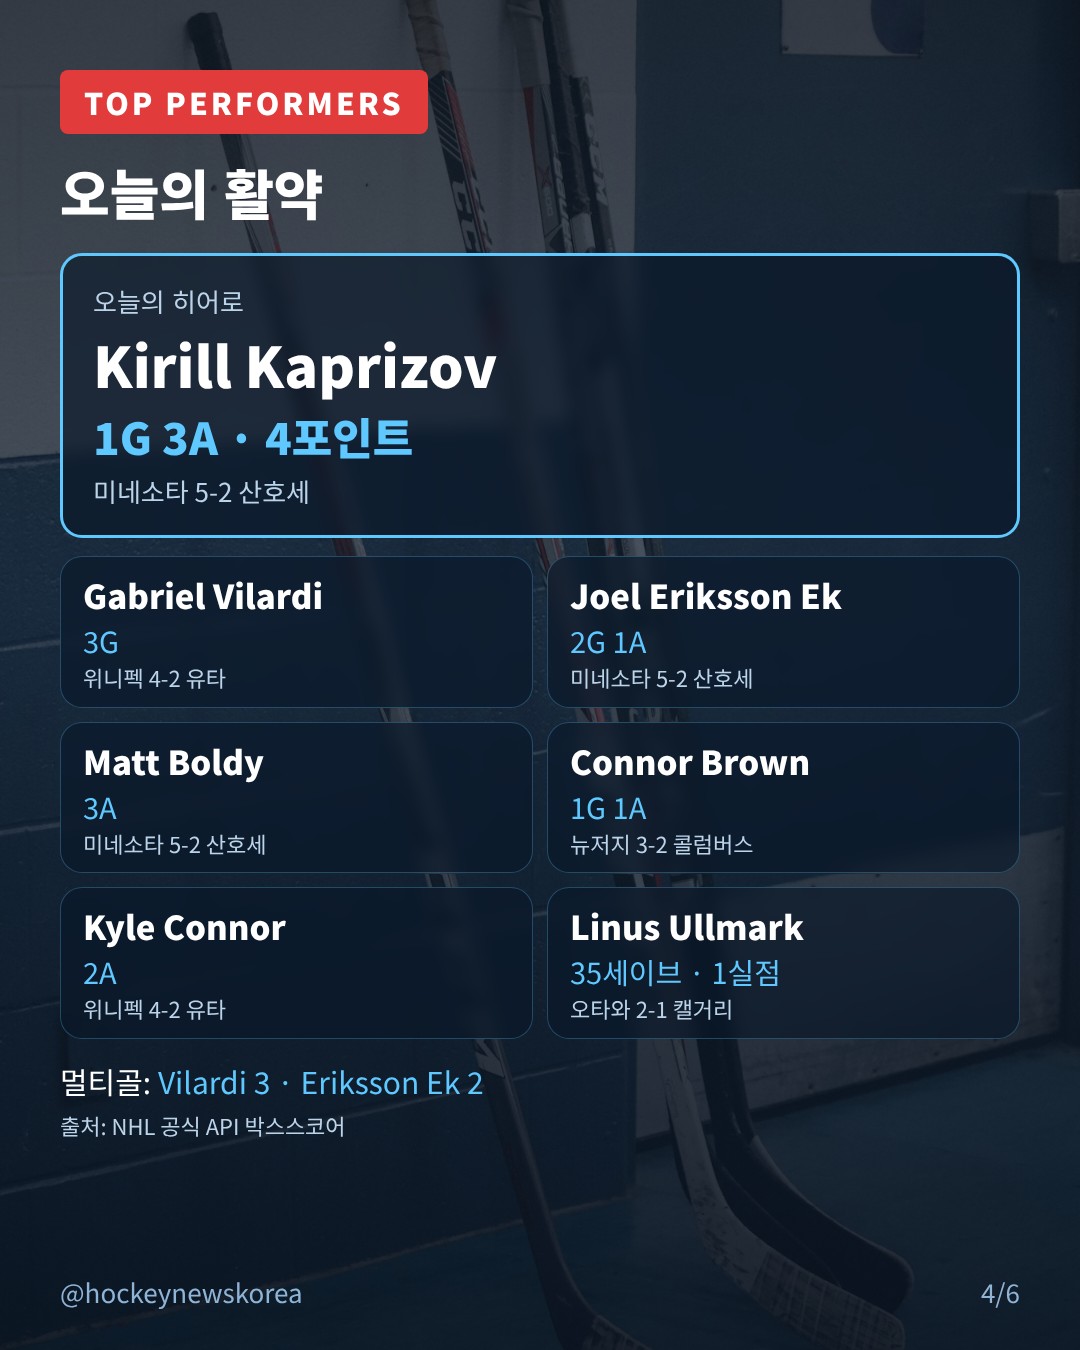 TOP PERFORMERS
오늘의 활약
오늘의 히어로
Kirill Kaprizov
1G 3A · 4포인트
미네소타 5-2 산호세
Gabriel Vilardi
3G
위니펙 4-2 유타
Joel Eriksson Ek
2G 1A
미네소타 5-2 산호세
Matt Boldy
3A
미네소타 5-2 산호세
Connor Brown
1G 1A
뉴저지 3-2 콜럼버스
Kyle Connor
2A
위니펙 4-2 유타
Linus Ullmark
35세이브 · 1실점
오타와 2-1 캘거리
멀티골: Vilardi 3 · Eriksson Ek 2
출처: NHL 공식 API 박스스코어
@hockeynewskorea
4/6